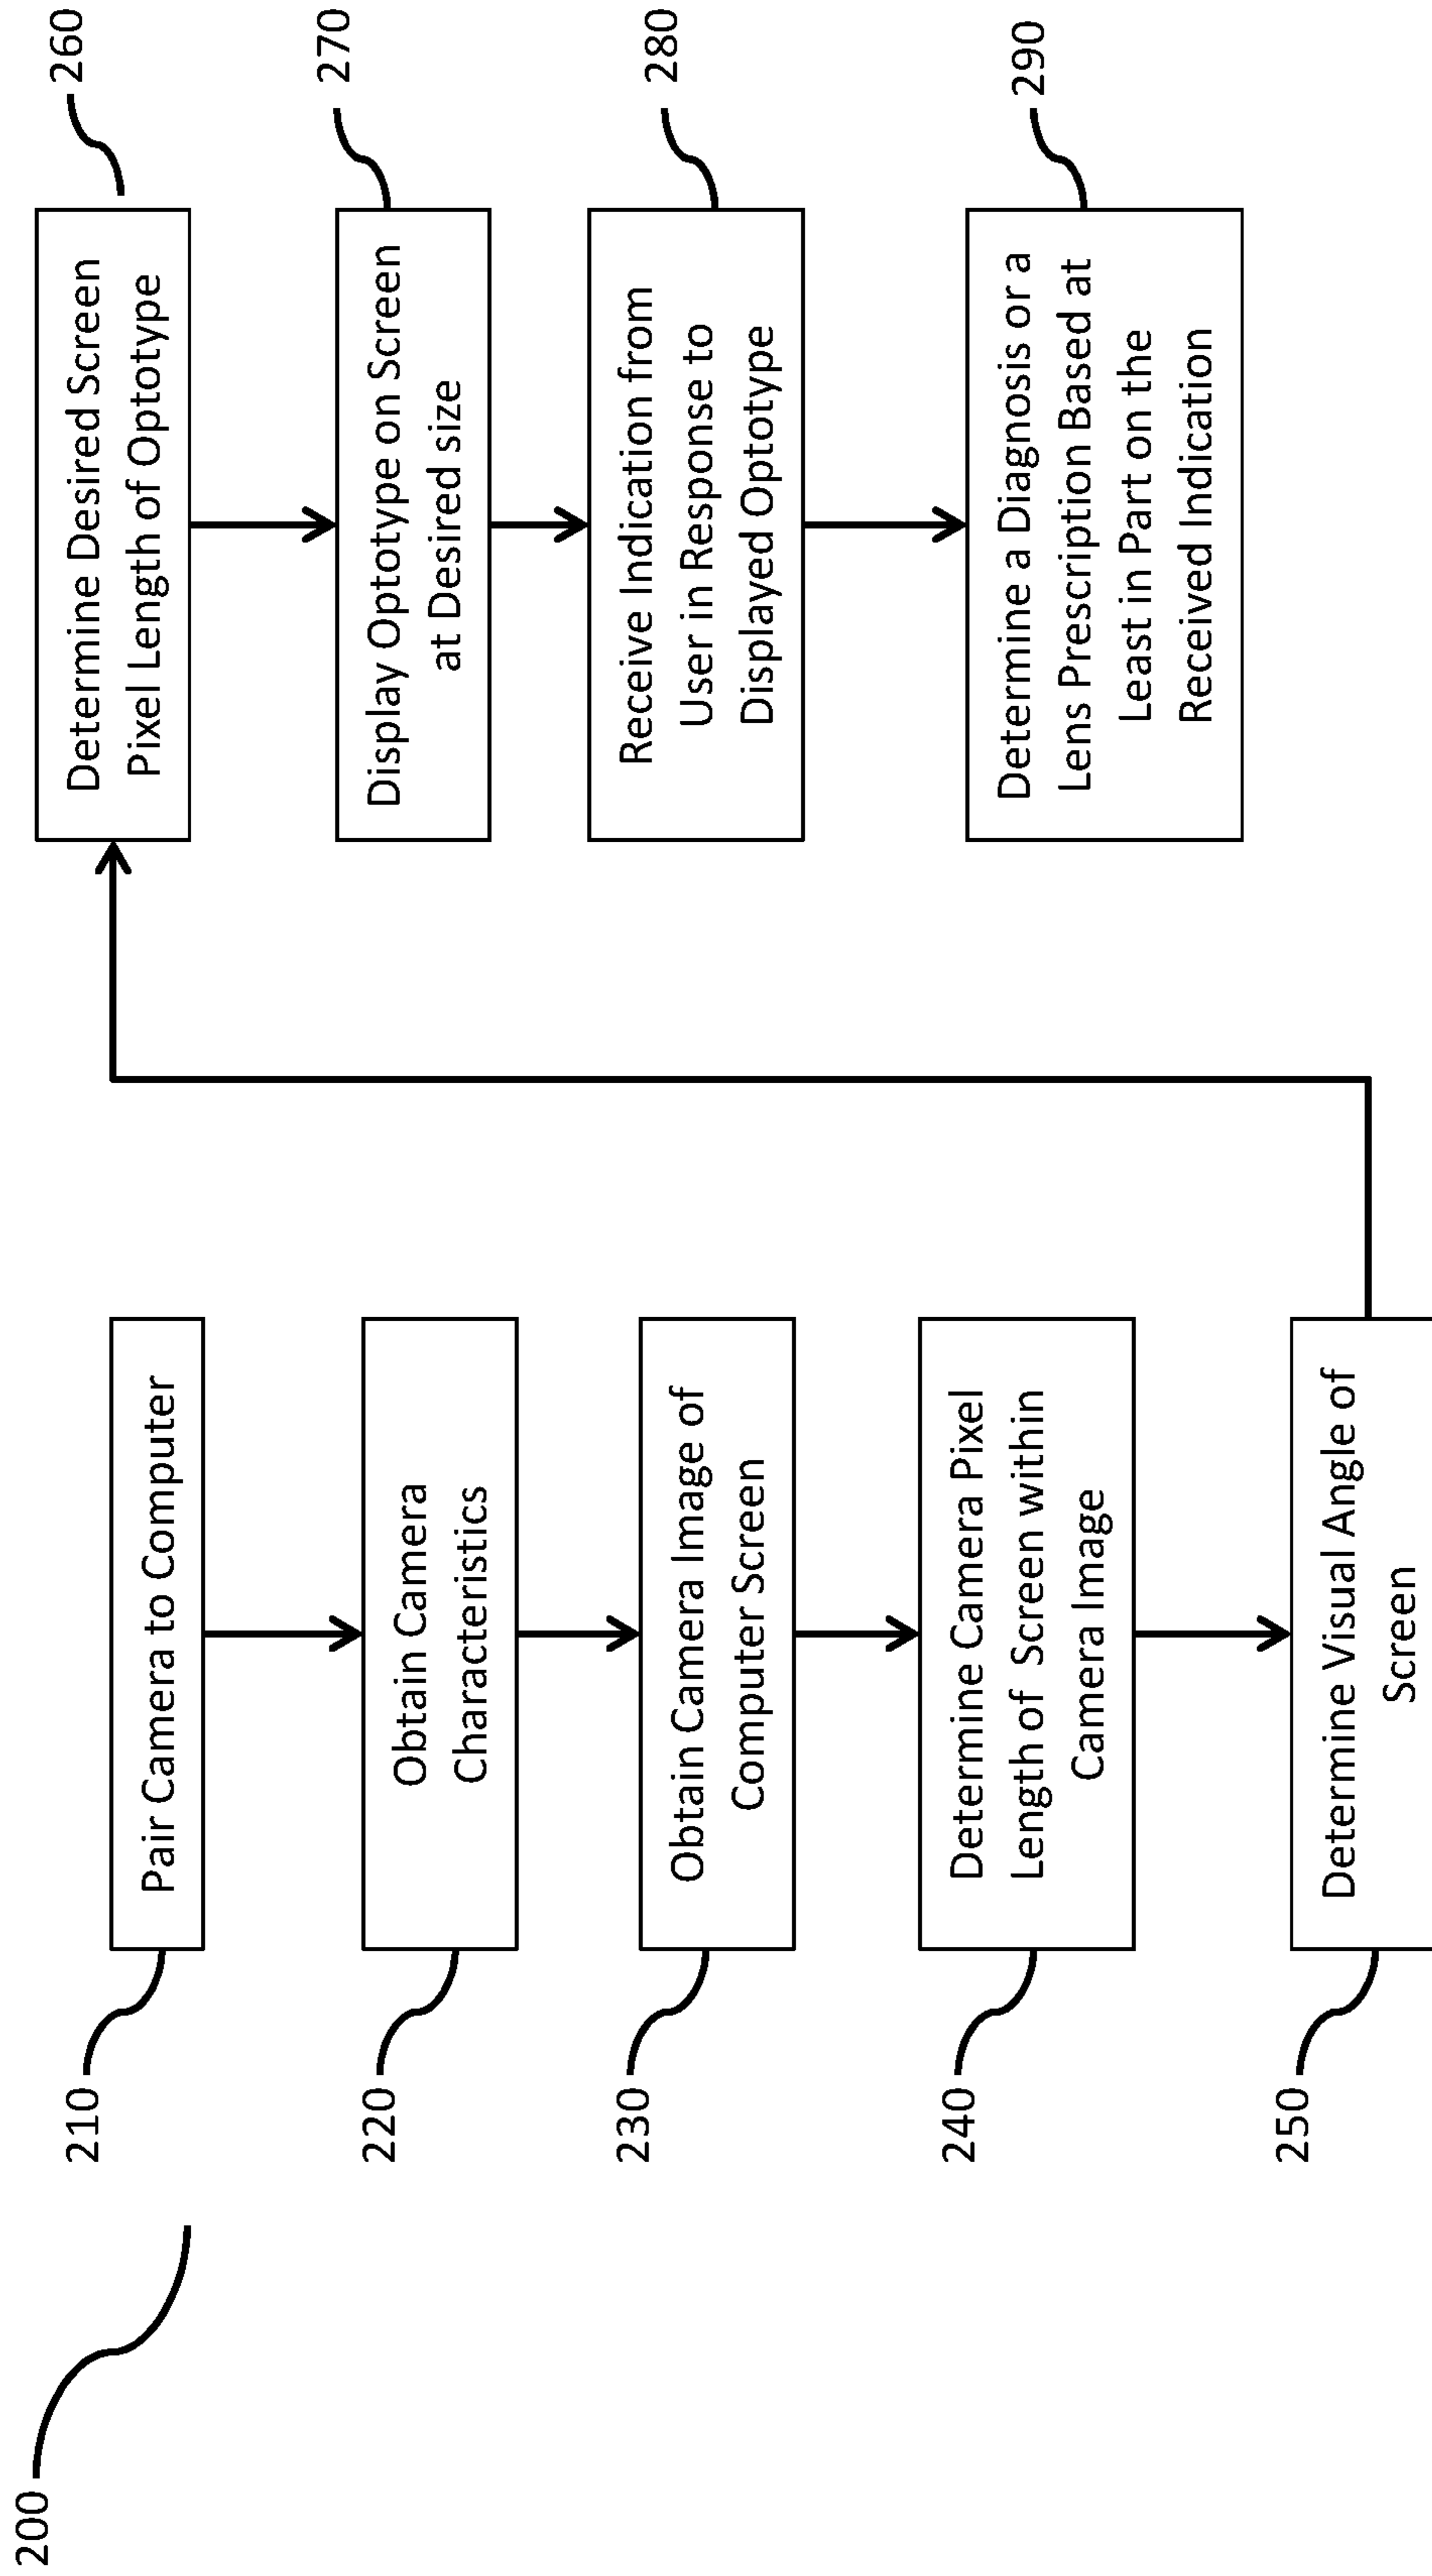 200
210
Pair Camera to Computer
220
Obtain Camera
Characteristics
230
Obtain Camera Image of
Computer Screen
240
Determine Camera Pixel
Length of Screen within
Camera Image
250
Determine Visual Angle of
Screen
260
Determine Desired Screen
Pixel Length of Optotype
270
Display Optotype on Screen
at Desired size
280
Receive Indication from
User in Response to
Displayed Optotype
290
Determine a Diagnosis or a
Lens Prescription Based at
Least in Part on the
Received Indication